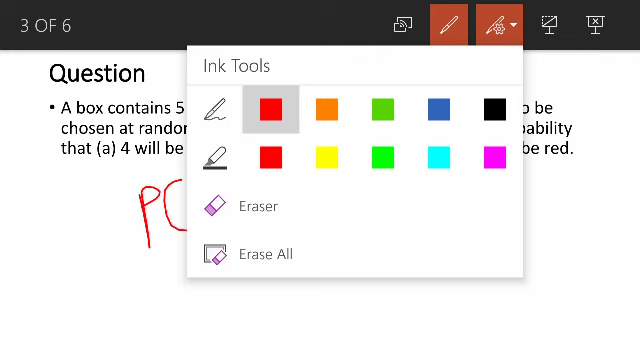 3 OF 6
Question
• A box contains 5 to be
chosen at random
that (a) 4 will be be red.
Ink Tools
Eraser
Erase All
P(